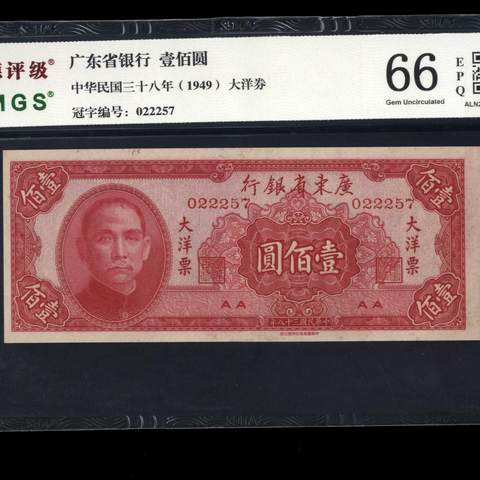 评级®
MGS®
广东省银行 壹佰圆
中华民国三十八年（1949）大洋券
冠字编号：022257
66
Gem Uncirculated
EPQ
壹佰
行銀省東廣
壹佰
022257
022257
大洋票
圓佰壹
大洋票
AA
AA
壹佰
壹佰